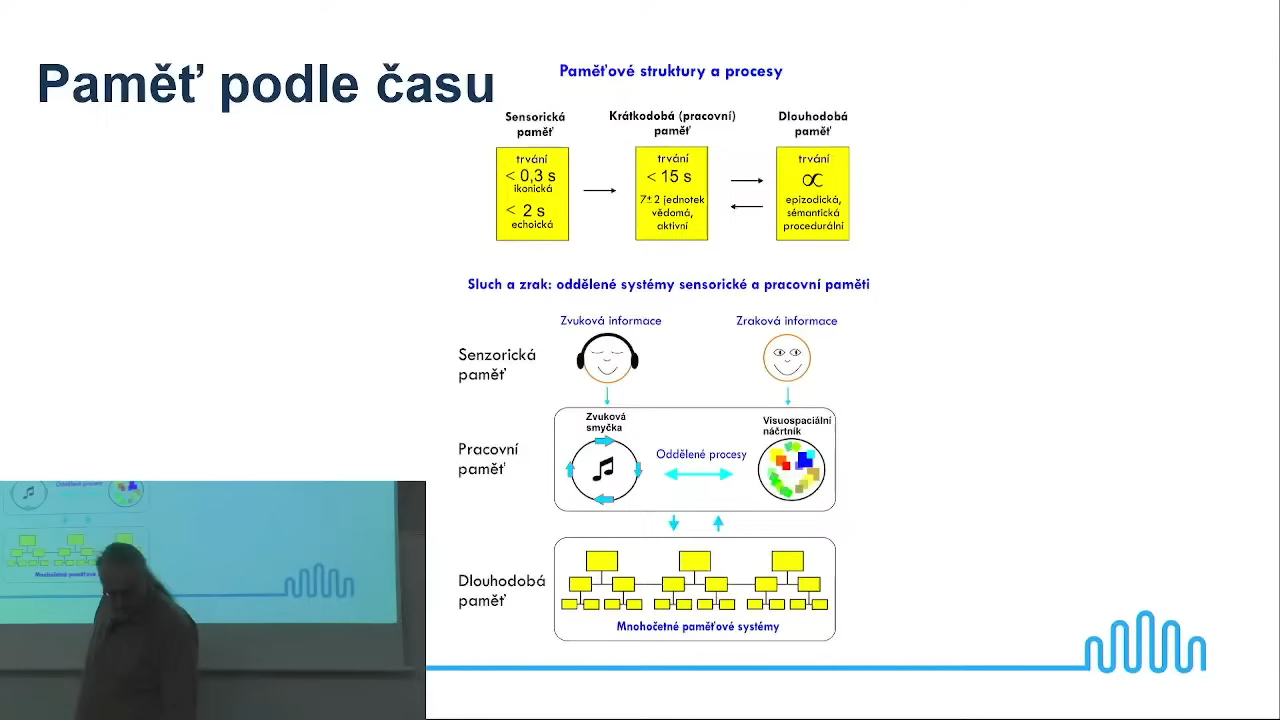 Paměť podle času
Paměťové struktury a procesy
Sensorická
paměť
Krátkodobá (pracovní)
paměť
Dlouhodobá
paměť
trvání
< 0,3 s
ikonická
< 2 s
echoická
trvání
< 15 s
7± 2 jednotek
vědomá,
aktivní
trvání
∝
epizodická,
sémantická
procedurální
Sluch a zrak: oddělené systémy sensorické a pracovní paměti
Zvuková informace
Zraková informace
Senzorická
paměť
Zvuková
smyčka
Visuospaciální
náčrtník
Pracovní
paměť
Oddělené procesy
Dlouhodobá
paměť
Mnohočetné paměťové systémy
Oddělené procesy